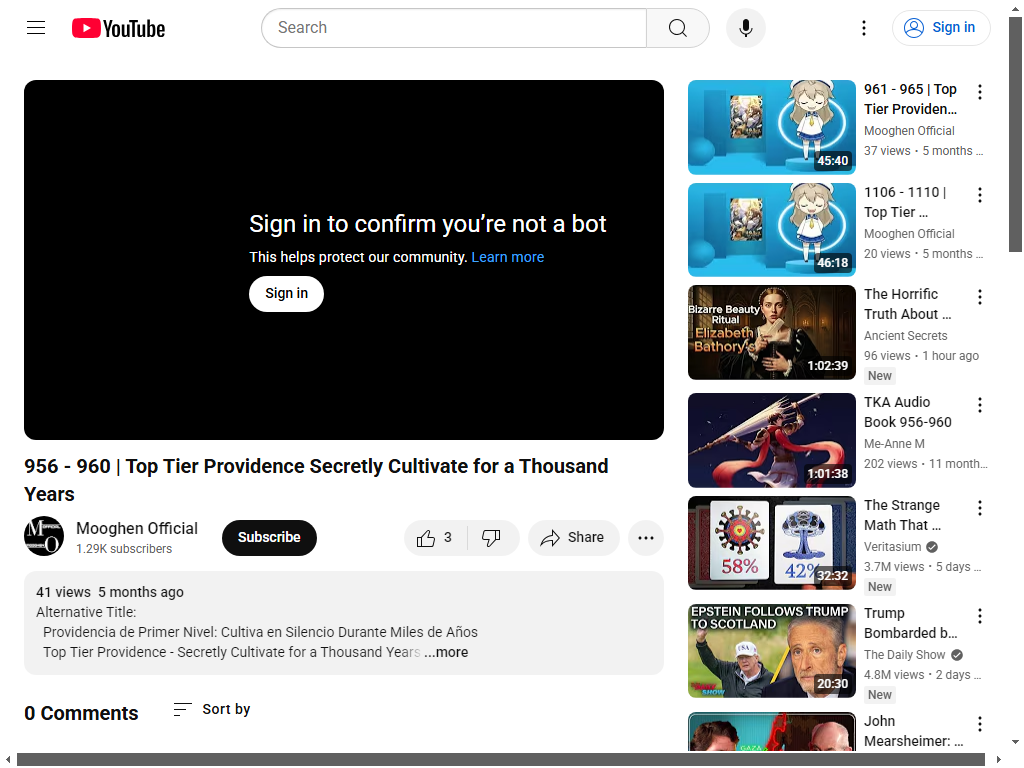 YouTube
Search
Sign in
Sign in to confirm you’re not a bot
This helps protect our community. Learn more
Sign in
956 - 960 | Top Tier Providence Secretly Cultivate for a Thousand
Years
Mooghen Official
1.29K subscribers
Subscribe
3
Share
41 views 5 months ago
Alternative Title:
Providencia de Primer Nivel: Cultiva en Silencio Durante Miles de Años
Top Tier Providence - Secretly Cultivate for a Thousand Years ...more
0 Comments
Sort by
45:40
961 - 965 | Top
Tier Providen...
Mooghen Official
37 views • 5 months ...
46:18
1106 - 1110 |
Top Tier ...
Mooghen Official
20 views • 5 months ...
Bizarre Beauty
Ritual
Elizabeth
Bathory's
1:02:39
The Horrific
Truth About ...
Ancient Secrets
96 views • 1 hour ago
New
1:01:38
TKA Audio
Book 956-960
Me-Anne M
202 views • 11 month...
58%
42%
32:32
The Strange
Math That ...
Veritasium
3.7M views • 5 days ...
New
EPSTEIN FOLLOWS TRUMP
TO SCOTLAND
20:30
Trump
Bombarded b...
The Daily Show
4.8M views • 2 days ...
New
GAZA
John
Mearsheimer: ...